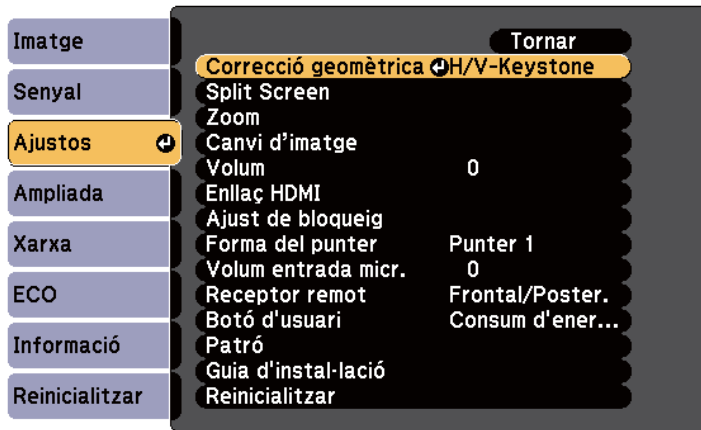 Imatge
Senyal
Ajustos
Ampliada
Xarxa
ECO
Informació
Reinicialitzar
Tornar
Correcció geomètrica H/V-Keystone
Split Screen
Zoom
Canvi d'imatge
Volum 0
Enllaç HDMI
Ajust de bloqueig
Forma del punter Punter 1
Volum entrada micr. 0
Receptor remot Frontal/Poster.
Botó d'usuari Consum d'ener...
Patró
Guia d'instal·lació
Reinicialitzar